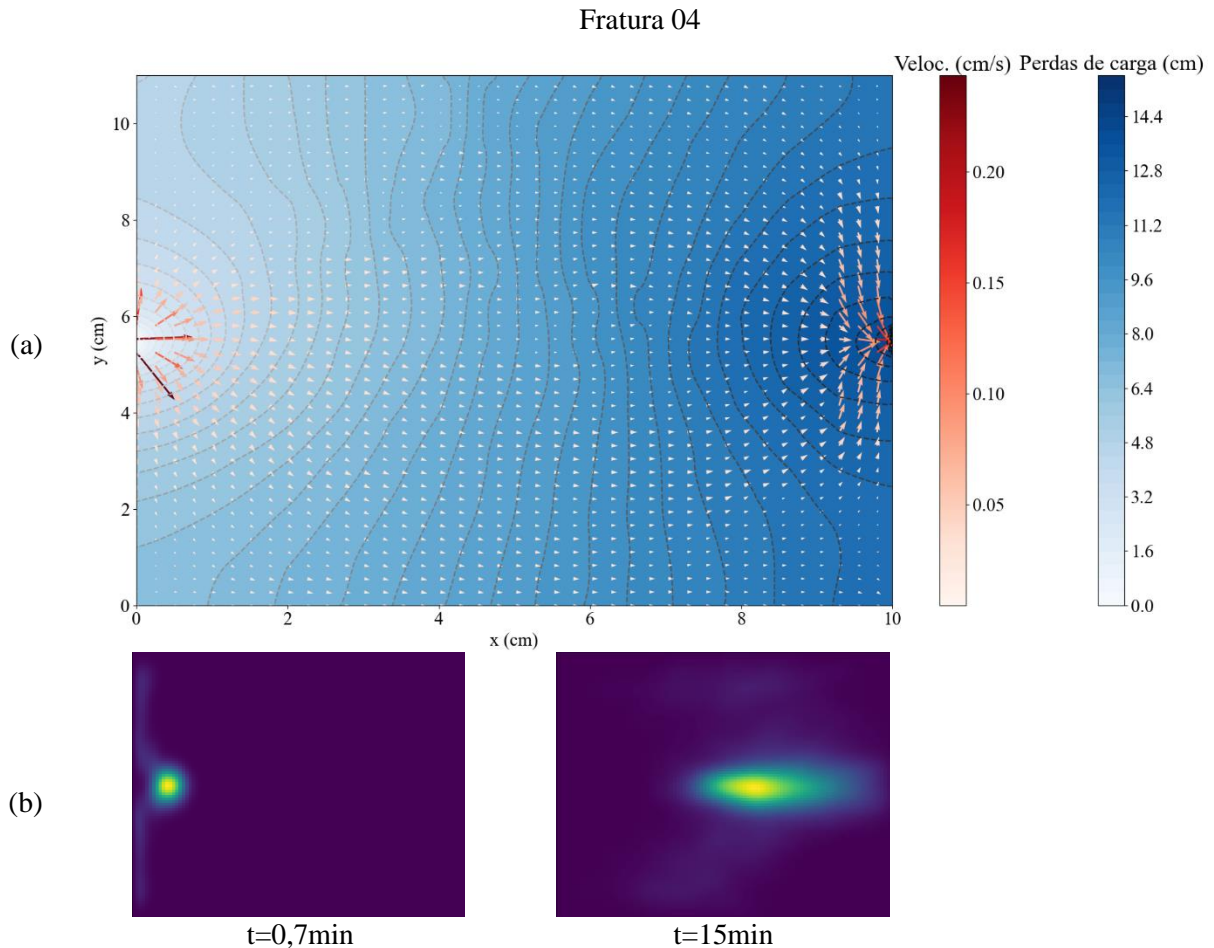 Fratura 04
Veloc. (cm/s) Perdas de carga (cm)
(a)
y (cm)
10
8
6
4
2
0
0 2 4 6 8 10
x (cm)
0.20
0.15
0.10
0.05
14.4
12.8
11.2
9.6
8.0
6.4
4.8
3.2
1.6
0.0
(b)
t=0,7min t=15min